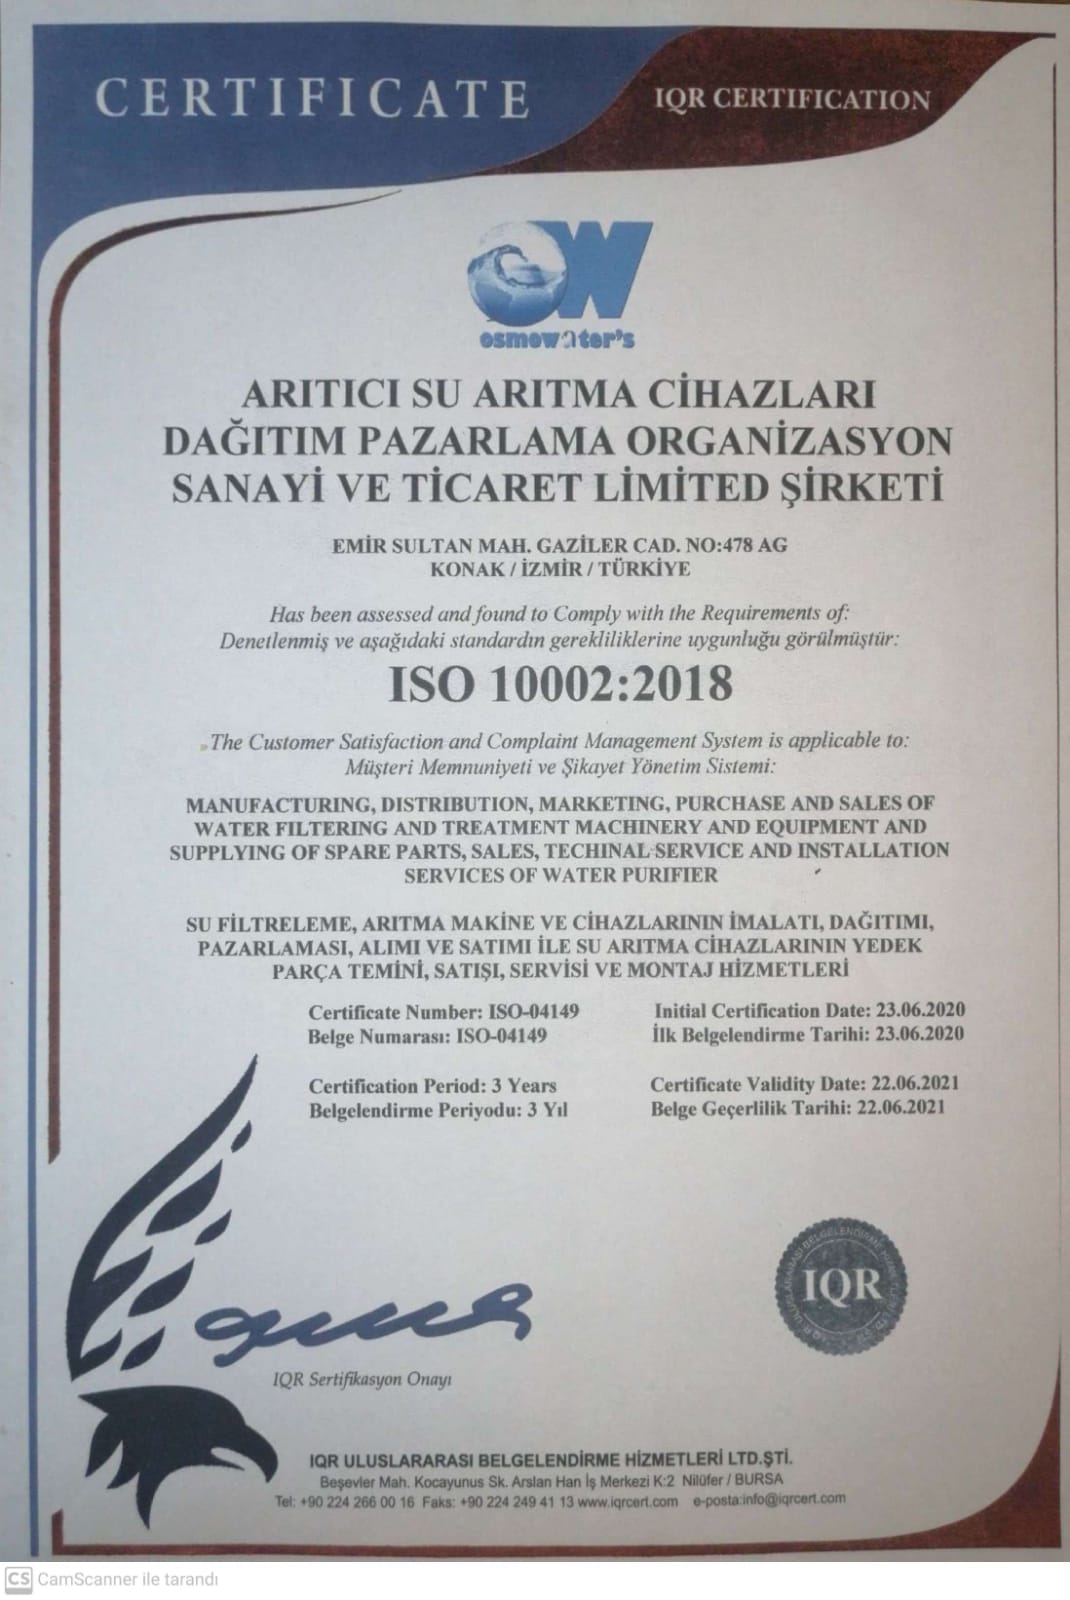 CERTIFICATE
IQR CERTIFICATION
OW
osmowater's
ARITICI SU ARITMA CİHAZLARI
DAĞITIM PAZARLAMA ORGANİZASYON
SANAYİ VE TİCARET LİMİTED ŞİRKETİ
EMİR SULTAN MAH. GAZİLER CAD. NO:478 AG
KONAK / İZMİR / TÜRKİYE
Has been assessed and found to Comply with the Requirements of:
Denetlenmiş ve aşağıdaki standardın gerekliliklerine uygunluğu görülmüştür:
ISO 10002:2018
The Customer Satisfaction and Complaint Management System is applicable to:
Müşteri Memnuniyeti ve Şikayet Yönetim Sistemi:
MANUFACTURING, DISTRIBUTION, MARKETING, PURCHASE AND SALES OF
WATER FILTERING AND TREATMENT MACHINERY AND EQUIPMENT AND
SUPPLYING OF SPARE PARTS, SALES, TECHINAL SERVICE AND INSTALLATION
SERVICES OF WATER PURIFIER
SU FİLTRELEME, ARITMA MAKİNE VE CİHAZLARININ İMALATI, DAĞITIMI,
PAZARLAMASI, ALIMI VE SATIMI İLE SU ARITMA CİHAZLARININ YEDEK
PARÇA TEMİNİ, SATIŞI, SERVİSİ VE MONTAJ HİZMETLERİ
Certificate Number: ISO-04149
Belge Numarası: ISO-04149
Initial Certification Date: 23.06.2020
İlk Belgelendirme Tarihi: 23.06.2020
Certification Period: 3 Years
Belgelendirme Periyodu: 3 Yıl
Certificate Validity Date: 22.06.2021
Belge Geçerlilik Tarihi: 22.06.2021
IQR
IQR Sertifikasyon Onayı
IQR ULUSLARARASI BELGELENDİRME HİZMETLERİ LTD.ŞTİ.
Beşevler Mah. Kocayunus Sk. Arslan Han İş Merkezi K:2 Nilüfer / BURSA
Tel: +90 224 266 00 16 Faks: +90 224 249 41 13 www.iqrcert.com e-posta:info@iqrcert.com
CS CamScanner ile tarandı